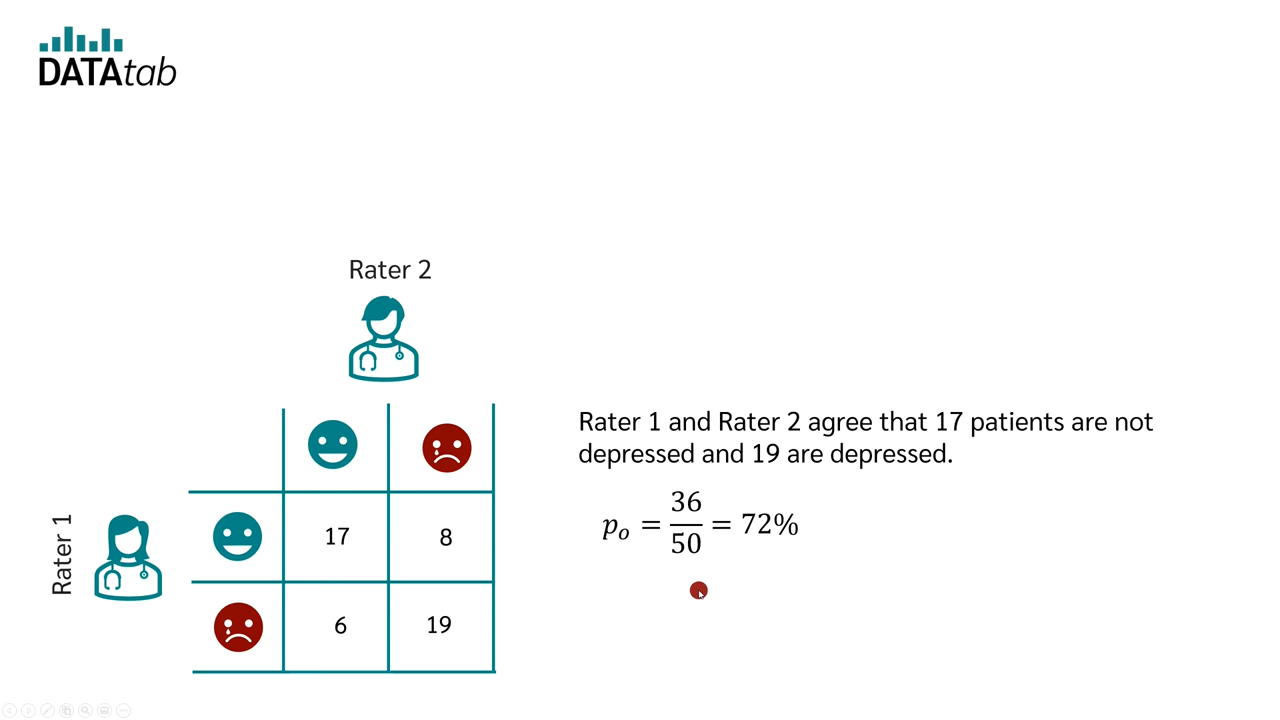 DATAtab
Rater 2
Rater 1 and Rater 2 agree that 17 patients are not
depressed and 19 are depressed.
pₒ = 36/50 = 72%
Rater 1
17 8
6 19